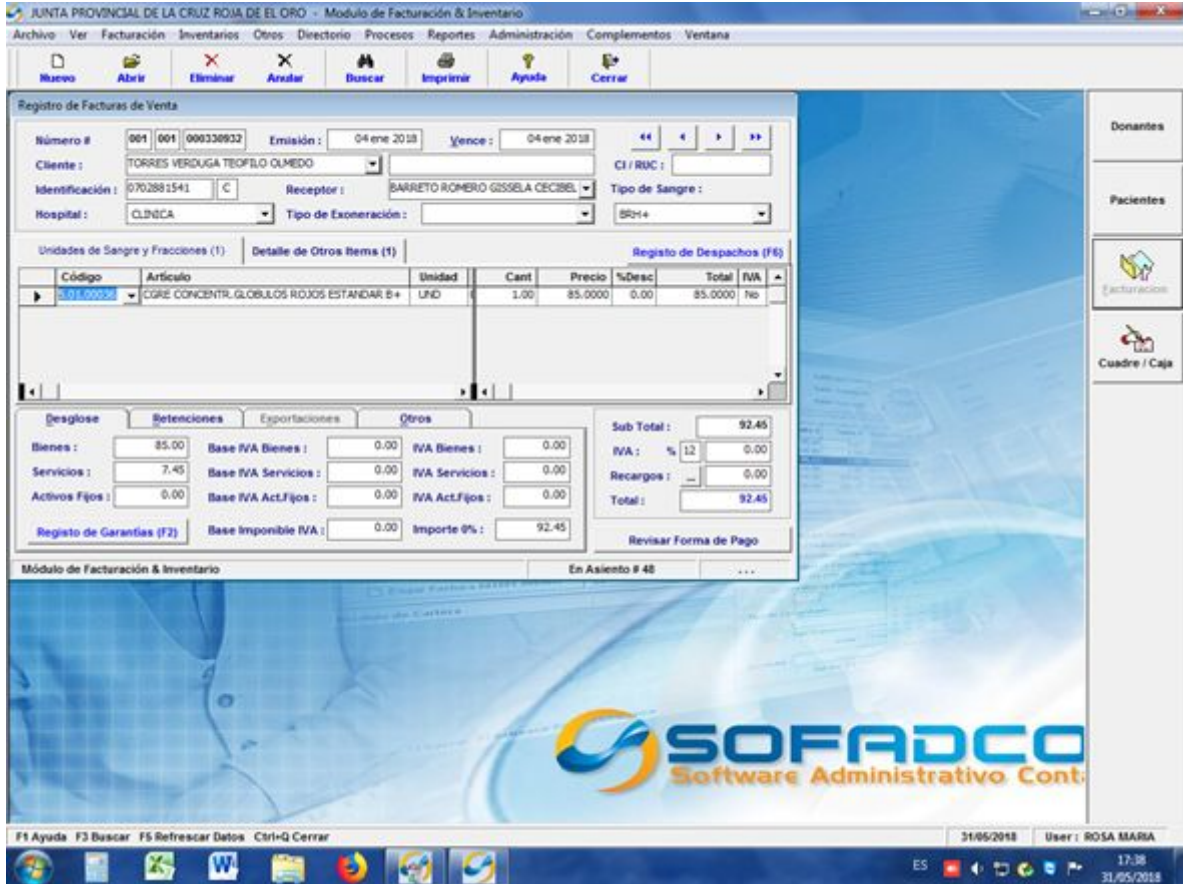 JUNTA PROVINCIAL DE LA CRUZ ROJA DE EL ORO - Modulo de Facturación & Inventario
Archivo Ver Facturación Inventarios Otros Directorio Procesos Reportes Administración Complementos Ventana
Nuevo Abrir Eliminar Anular Buscar Imprimir Ayuda Cerrar
Registro de Facturas de Venta
Número # 001 001 000330932 Emisión : 04 ene 2018 Vence : 04 ene 2018
Cliente : TORRES VERDUGA TEOFILO OLMEDO CI / RUC :
Identificación : 0702881541 C Receptor : BARRETO ROMERO GISSELA CECIBEL Tipo de Sangre :
Hospital : CLINICA Tipo de Exoneración : BRH+
Unidades de Sangre y Fracciones (1) Detalle de Otros Items (1) Registo de Despachos (F6)
Código Artículo Unidad Cant Precio %Desc Total IVA
5.01.00036 CGRE CONCENTR.GLOBULOS ROJOS ESTANDAR B+ UND 1.00 85.0000 0.00 85.0000 No
Desglose Retenciones Exportaciones Otros
Bienes : 85.00 Base IVA Bienes : 0.00 IVA Bienes : 0.00
Servicios : 7.45 Base IVA Servicios : 0.00 IVA Servicios : 0.00
Activos Fijos : 0.00 Base IVA Act.Fijos : 0.00 IVA Act.Fijos : 0.00
Registo de Garantias (F2) Base Imponible IVA : 0.00 Importe 0% : 92.45
Sub Total : 92.45
IVA : % 12 0.00
Recargos : ... 0.00
Total : 92.45
Revisar Forma de Pago
Módulo de Facturación & Inventario En Asiento # 48 ...
Donantes
Pacientes
Facturacion
Cuadre / Caja
SOFADCO
Software Administrativo Cont
F1 Ayuda F3 Buscar F5 Refrescar Datos Ctrl+Q Cerrar 31/05/2018 User : ROSA MARIA
ES 17:38
31/05/2018